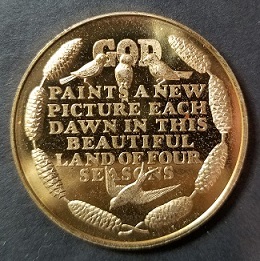 GOD
PAINTS A NEW
PICTURE EACH
DAWN IN THIS
BEAUTIFUL
LAND OF FOUR
SEASONS